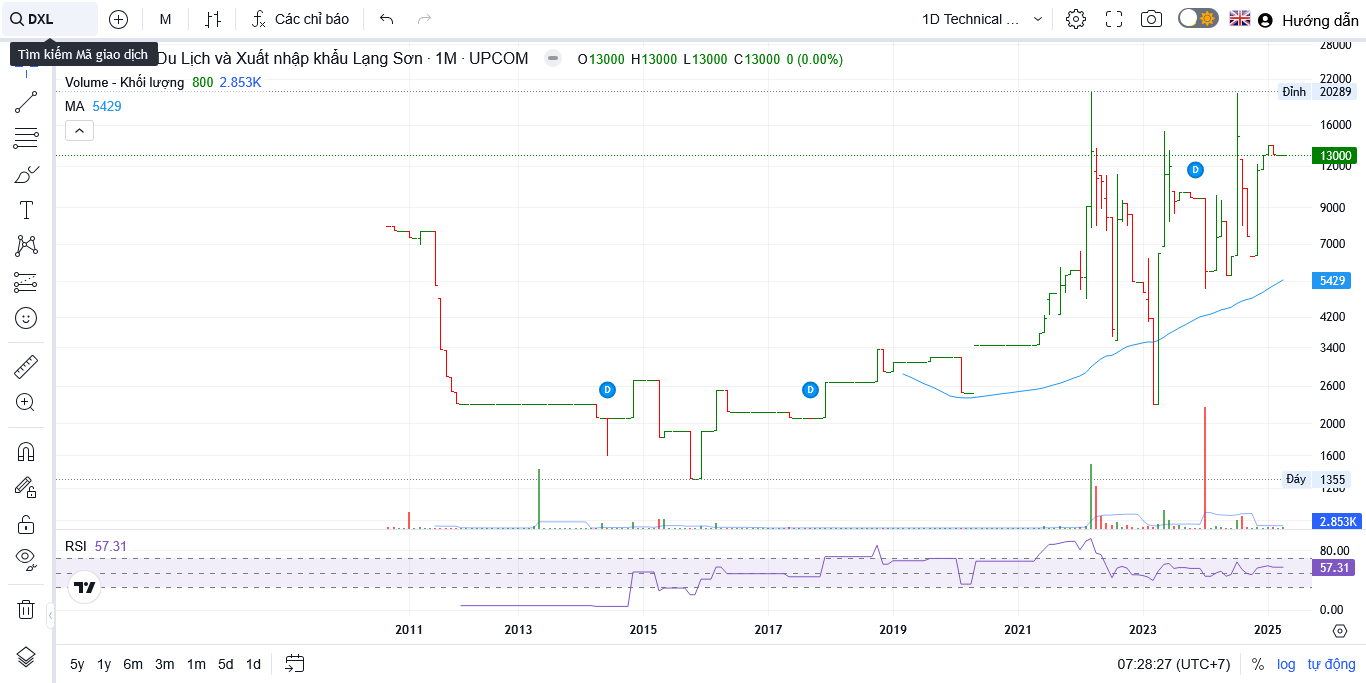 DXL M Các chỉ báo 1D Technical ... Hướng dẫn
Tìm kiếm Mã giao dịch
Du Lịch và Xuất nhập khẩu Lạng Sơn · 1M · UPCOM O13000 H13000 L13000 C13000 0 (0.00%)
Volume - Khối lượng 800 2.853K
MA 5429
28000
22000
Đỉnh 20289
16000
13000
12000
9000
7000
5429
4200
3400
2600
2000
1600
Đáy 1355
1200
2.853K
D
D
D
RSI 57.31
80.00
57.31
0.00
2011 2013 2015 2017 2019 2021 2023 2025
5y 1y 6m 3m 1m 5d 1d 07:28:27 (UTC+7) % log tự động